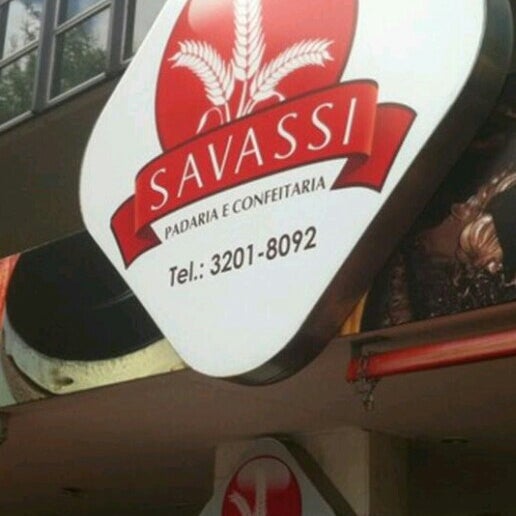 SAVASSI
PADARIA E CONFEITARIA
Tel.: 3201-8092